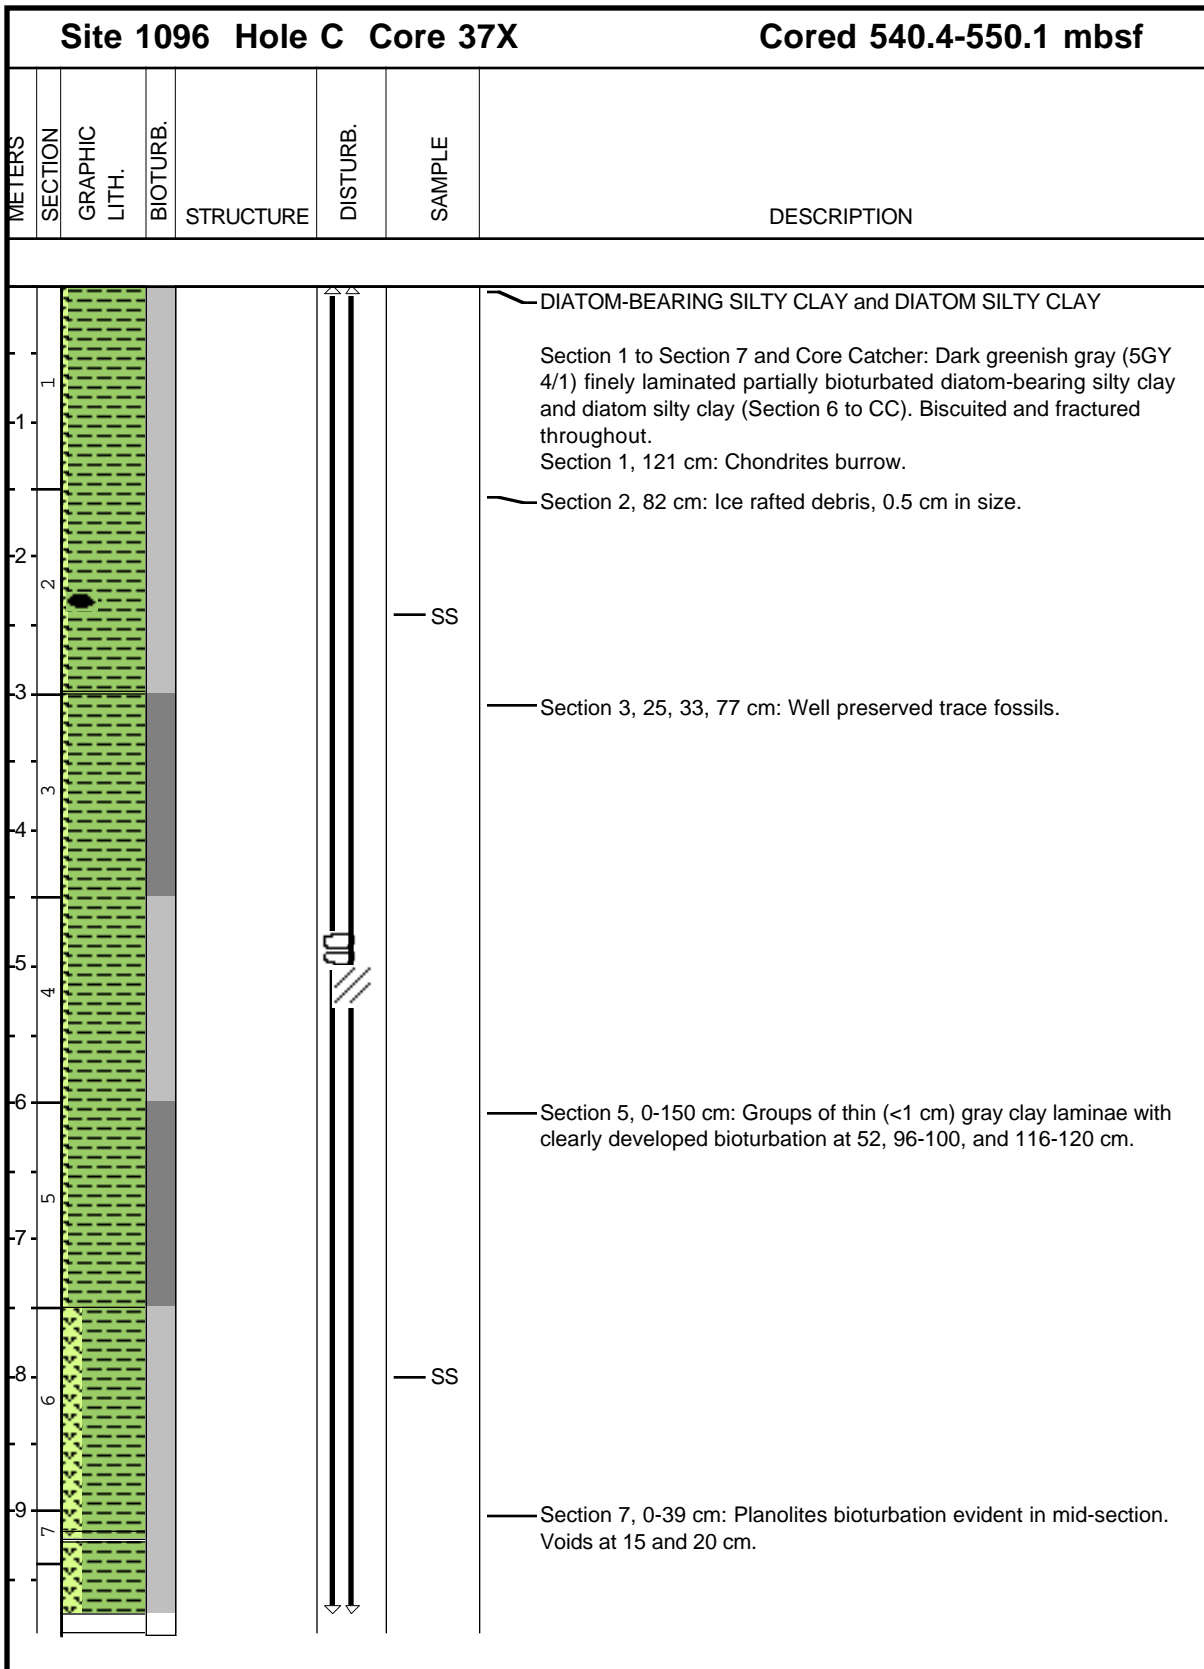 Site 1096 Hole C Core 37X Cored 540.4-550.1 mbsf
METERS
SECTION
GRAPHIC
LITH.
BIOTURB.
STRUCTURE
DISTURB.
SAMPLE
DESCRIPTION
DIATOM-BEARING SILTY CLAY and DIATOM SILTY CLAY
Section 1 to Section 7 and Core Catcher: Dark greenish gray (5GY
4/1) finely laminated partially bioturbated diatom-bearing silty clay
and diatom silty clay (Section 6 to CC). Biscuited and fractured
throughout.
Section 1, 121 cm: Chondrites burrow.
1
1
Section 2, 82 cm: Ice rafted debris, 0.5 cm in size.
2
2
SS
3
Section 3, 25, 33, 77 cm: Well preserved trace fossils.
3
4
5
4
6
Section 5, 0-150 cm: Groups of thin (<1 cm) gray clay laminae with
clearly developed bioturbation at 52, 96-100, and 116-120 cm.
5
7
8
SS
6
9
Section 7, 0-39 cm: Planolites bioturbation evident in mid-section.
Voids at 15 and 20 cm.
7